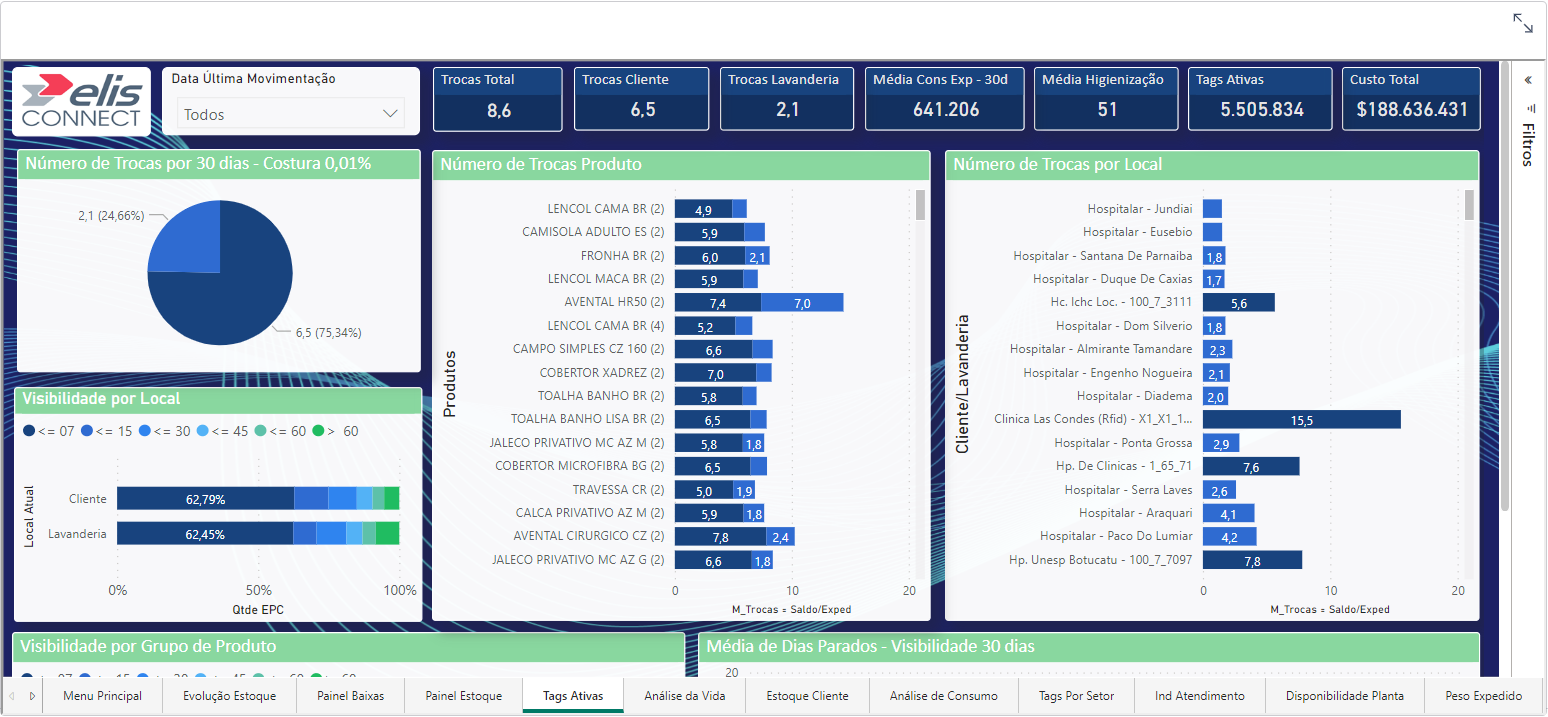 elis
CONNECT
Data Última Movimentação
Todos
Trocas Total
8,6
Trocas Cliente
6,5
Trocas Lavanderia
2,1
Média Cons Exp - 30d
641.206
Média Higienização
51
Tags Ativas
5.505.834
Custo Total
$188.636.431
Filtros
Número de Trocas por 30 dias - Costura 0,01%
2,1 (24,66%)
6,5 (75,34%)
Visibilidade por Local
<= 07 <= 15 <= 30 <= 45 <= 60 > 60
Local Atual
Cliente 62,79%
Lavanderia 62,45%
0% 50% 100%
Qtde EPC
Número de Trocas Produto
Produtos
LENCOL CAMA BR (2) 4,9
CAMISOLA ADULTO ES (2) 5,9
FRONHA BR (2) 6,0 2,1
LENCOL MACA BR (2) 5,9
AVENTAL HR50 (2) 7,4 7,0
LENCOL CAMA BR (4) 5,2
CAMPO SIMPLES CZ 160 (2) 6,6
COBERTOR XADREZ (2) 7,0
TOALHA BANHO BR (2) 5,8
TOALHA BANHO LISA BR (2) 6,5
JALECO PRIVATIVO MC AZ M (2) 5,8 1,8
COBERTOR MICROFIBRA BG (2) 6,5
TRAVESSA CR (2) 5,0 1,9
CALCA PRIVATIVO AZ M (2) 5,9 1,8
AVENTAL CIRURGICO CZ (2) 7,8 2,4
JALECO PRIVATIVO MC AZ G (2) 6,6 1,8
0 10 20
M_Trocas = Saldo/Exped
Número de Trocas por Local
Cliente/Lavanderia
Hospitalar - Jundiai
Hospitalar - Eusebio
Hospitalar - Santana De Parnaiba 1,8
Hospitalar - Duque De Caxias 1,7
Hc. Ichc Loc. - 100_7_3111 5,6
Hospitalar - Dom Silverio 1,8
Hospitalar - Almirante Tamandare 2,3
Hospitalar - Engenho Nogueira 2,1
Hospitalar - Diadema 2,0
Clinica Las Condes (Rfid) - X1_X1_1... 15,5
Hospitalar - Ponta Grossa 2,9
Hp. De Clinicas - 1_65_71 7,6
Hospitalar - Serra Laves 2,6
Hospitalar - Araquari 4,1
Hospitalar - Paco Do Lumiar 4,2
Hp. Unesp Botucatu - 100_7_7097 7,8
0 10 20
M_Trocas = Saldo/Exped
Visibilidade por Grupo de Produto
<= 07 <= 15 <= 30 <= 45 <= 60 > 60
Média de Dias Parados - Visibilidade 30 dias
20
Menu Principal
Evolução Estoque
Painel Baixas
Painel Estoque
Tags Ativas
Análise da Vida
Estoque Cliente
Análise de Consumo
Tags Por Setor
Ind Atendimento
Disponibilidade Planta
Peso Expedido